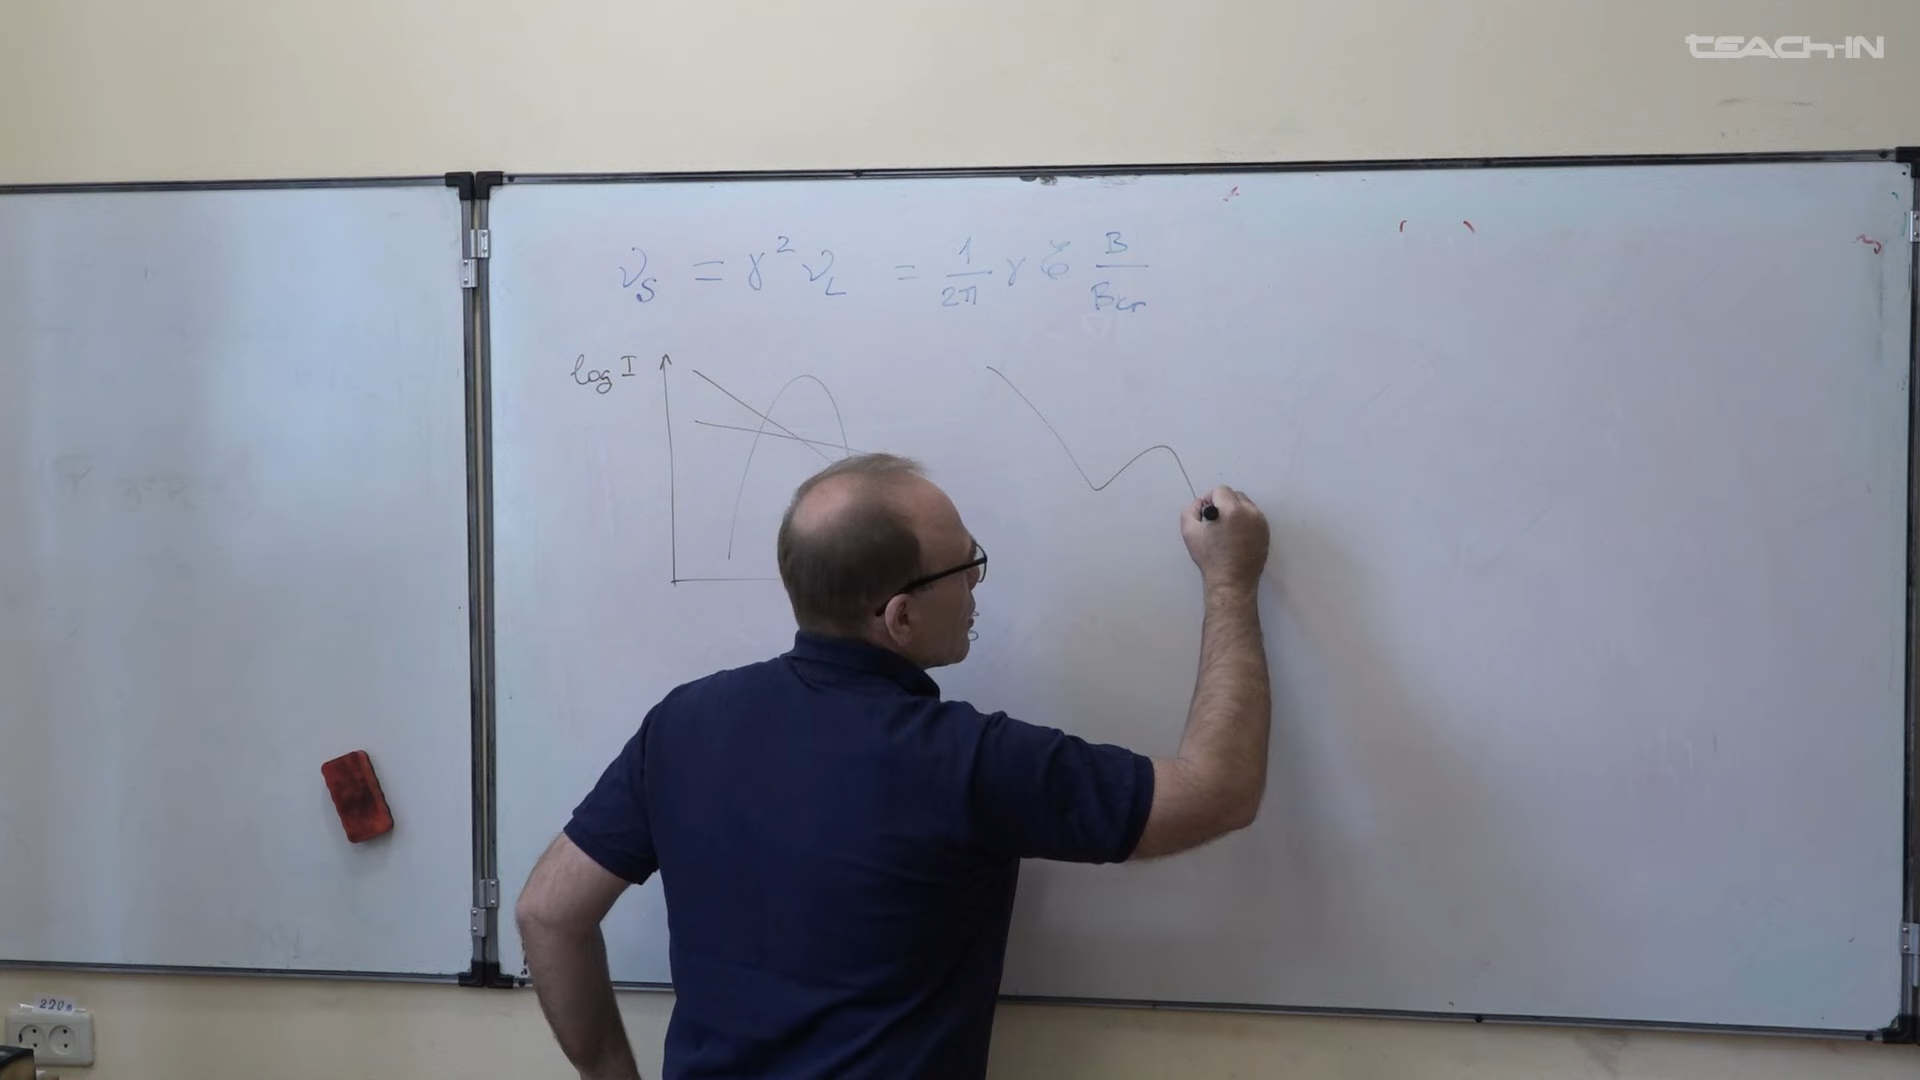 TEACH-IN
ν_S = γ² ν_L = 1/2π γ ℰ B/B_cr
log I
220в